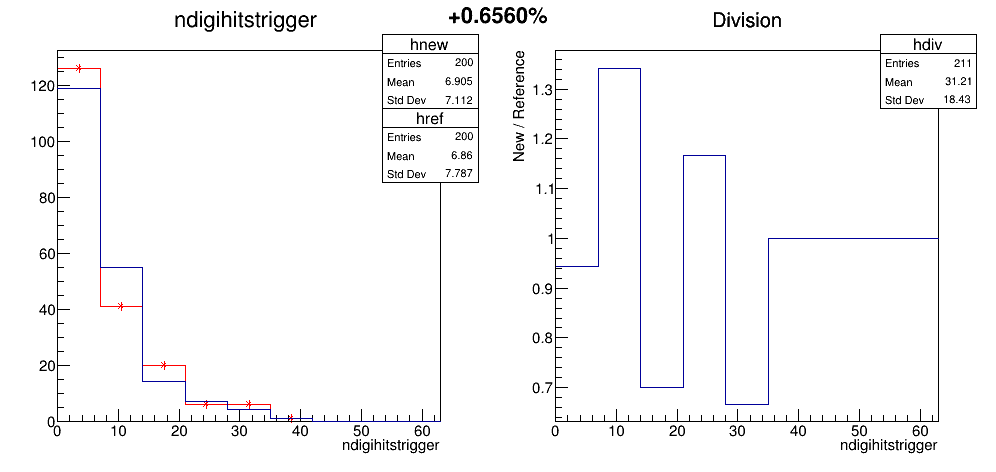 ndigihitstrigger
+0.6560%
Division
hnew
Entries 200
Mean 6.905
Std Dev 7.112
href
Entries 200
Mean 6.86
Std Dev 7.787
120
100
80
60
40
20
0
0 10 20 30 40 50 60
ndigihitstrigger
hdiv
Entries 211
Mean 31.21
Std Dev 18.43
New / Reference
1.3
1.2
1.1
1
0.9
0.8
0.7
0 10 20 30 40 50 60
ndigihitstrigger